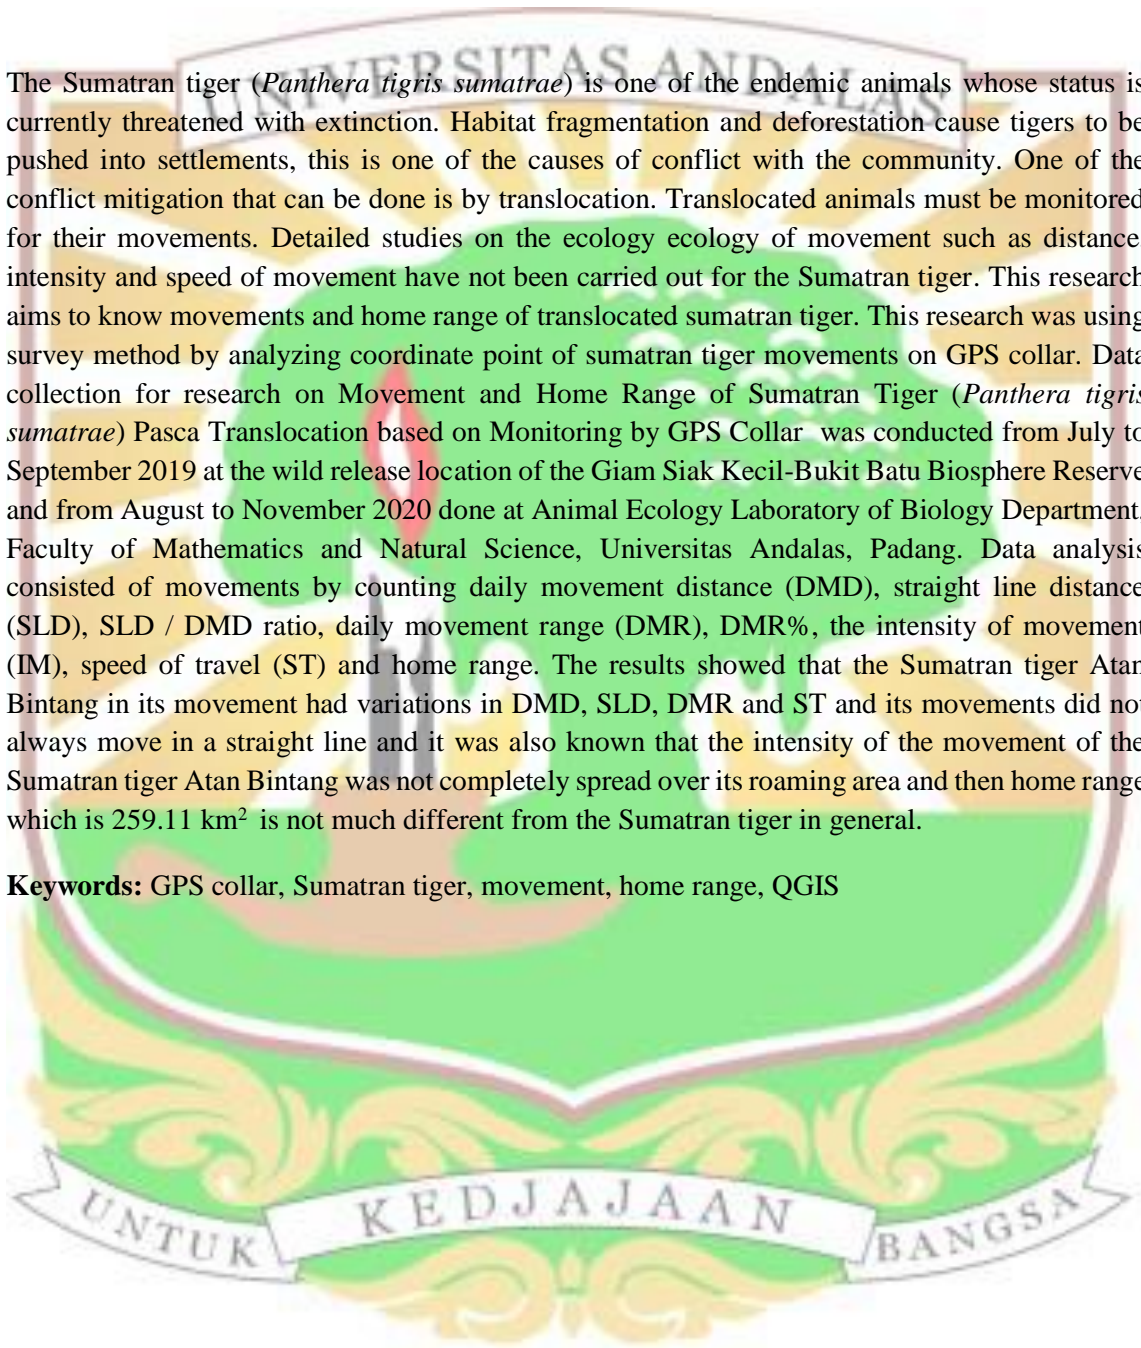 UNIVERSITAS ANDALAS
The Sumatran tiger (Panthera tigris sumatrae) is one of the endemic animals whose status is
currently threatened with extinction. Habitat fragmentation and deforestation cause tigers to be
pushed into settlements, this is one of the causes of conflict with the community. One of the
conflict mitigation that can be done is by translocation. Translocated animals must be monitored
for their movements. Detailed studies on the ecology ecology of movement such as distance,
intensity and speed of movement have not been carried out for the Sumatran tiger. This research
aims to know movements and home range of translocated sumatran tiger. This research was using
survey method by analyzing coordinate point of sumatran tiger movements on GPS collar. Data
collection for research on Movement and Home Range of Sumatran Tiger (Panthera tigris
sumatrae) Pasca Translocation based on Monitoring by GPS Collar was conducted from July to
September 2019 at the wild release location of the Giam Siak Kecil-Bukit Batu Biosphere Reserve
and from August to November 2020 done at Animal Ecology Laboratory of Biology Department,
Faculty of Mathematics and Natural Science, Universitas Andalas, Padang. Data analysis
consisted of movements by counting daily movement distance (DMD), straight line distance
(SLD), SLD / DMD ratio, daily movement range (DMR), DMR%, the intensity of movement
(IM), speed of travel (ST) and home range. The results showed that the Sumatran tiger Atan
Bintang in its movement had variations in DMD, SLD, DMR and ST and its movements did not
always move in a straight line and it was also known that the intensity of the movement of the
Sumatran tiger Atan Bintang was not completely spread over its roaming area and then home range
which is 259.11 km² is not much different from the Sumatran tiger in general.
Keywords: GPS collar, Sumatran tiger, movement, home range, QGIS
UNTUK KEDJAJAAN BANGSA